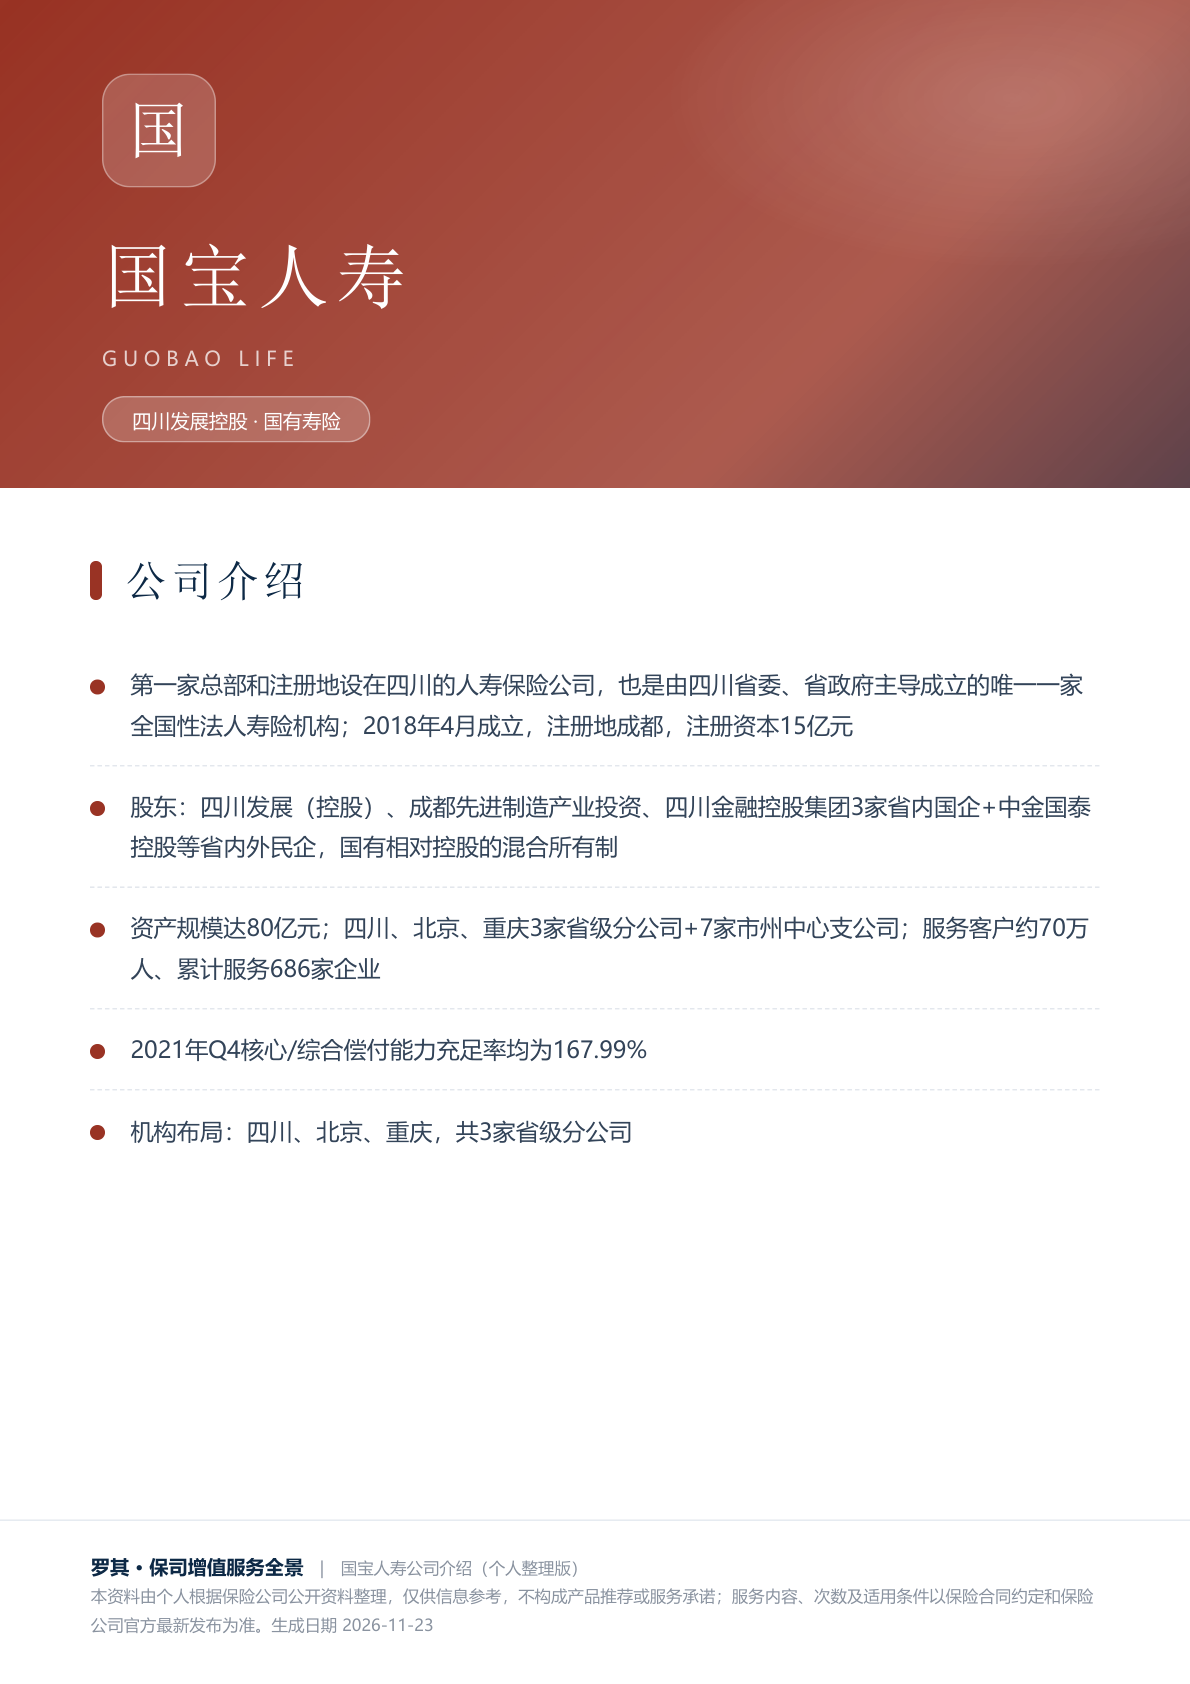 国
国宝人寿
GUOBAO LIFE
四川发展控股 · 国有寿险
公司介绍
第一家总部和注册地设在四川的人寿保险公司，也是由四川省委、省政府主导成立的唯一一家
全国性法人寿险机构；2018年4月成立，注册地成都，注册资本15亿元
股东：四川发展（控股）、成都先进制造产业投资、四川金融控股集团3家省内国企+中金国泰
控股等省内外民企，国有相对控股的混合所有制
资产规模达80亿元；四川、北京、重庆3家省级分公司+7家市州中心支公司；服务客户约70万
人、累计服务686家企业
2021年Q4核心/综合偿付能力充足率均为167.99%
机构布局：四川、北京、重庆，共3家省级分公司
罗其·保司增值服务全景 | 国宝人寿公司介绍（个人整理版）
本资料由个人根据保险公司公开资料整理，仅供信息参考，不构成产品推荐或服务承诺；服务内容、次数及适用条件以保险合同约定和保险
公司官方最新发布为准。生成日期 2026-11-23